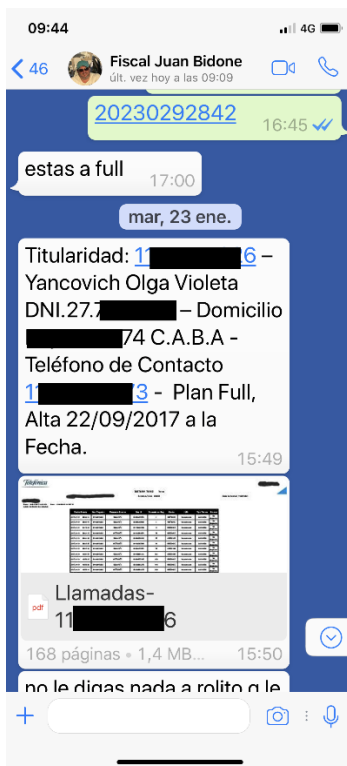 09:44
4G
46
Fiscal Juan Bidone
últ. vez hoy a las 09:09
20230292842
16:45
estas a full
17:00
mar, 23 ene.
Titularidad: 11 6 –
Yancovich Olga Violeta
DNI.27.7 – Domicilio
74 C.A.B.A -
Teléfono de Contacto
11 3 - Plan Full,
Alta 22/09/2017 a la
Fecha.
15:49
Telefónica
pdf
Llamadas-
11 6
168 páginas • 1,4 MB...
15:50
no le digas nada a rolito q le